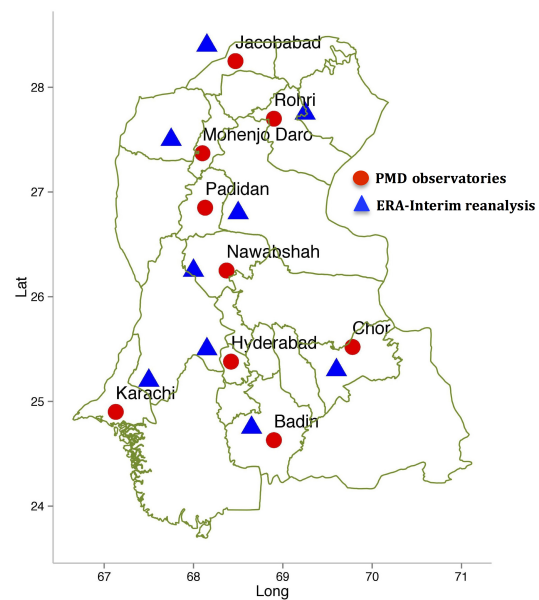 Jacobabad
28
Rohri
Mohenjo Daro
PMD observatories
27
Padidan
ERA-Interim reanalysis
Nawabshah
Lat
26
Chor
Hyderabad
Karachi
25
Badin
24
67 68 69 70 71
Long